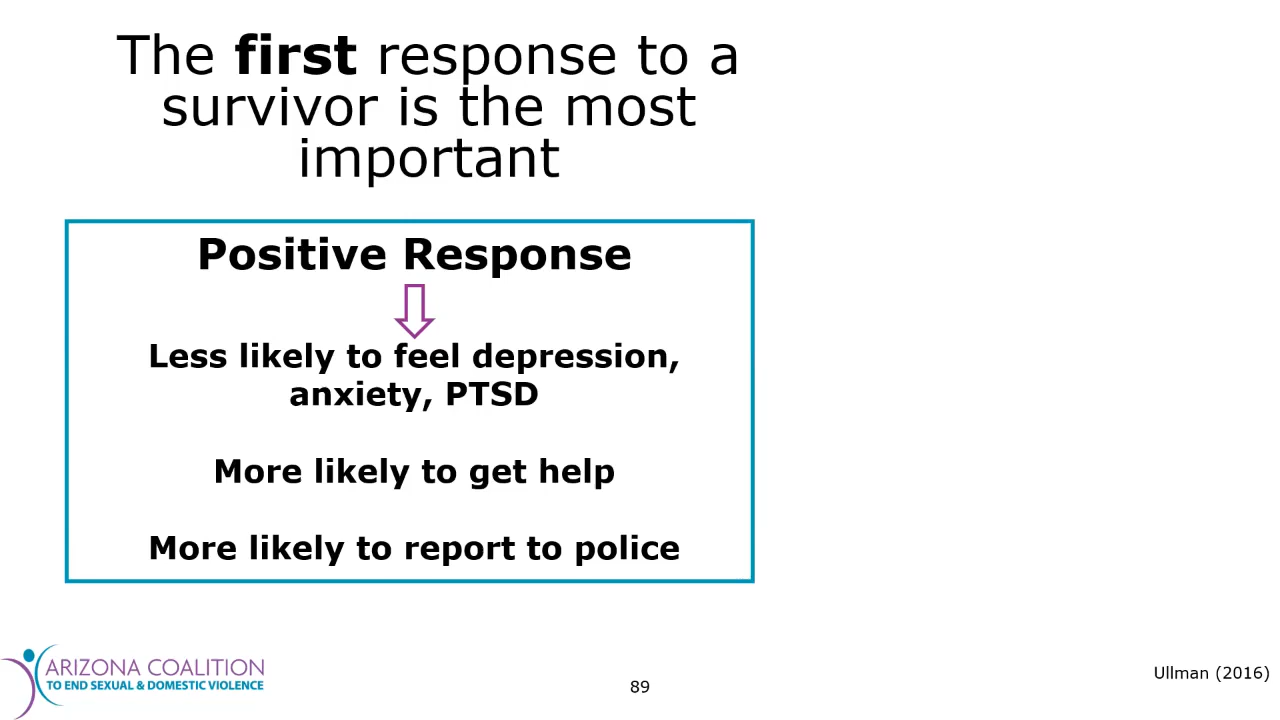 The first response to a
survivor is the most
important
Positive Response
Less likely to feel depression,
anxiety, PTSD
More likely to get help
More likely to report to police
ARIZONA COALITION
TO END SEXUAL & DOMESTIC VIOLENCE
89
Ullman (2016)